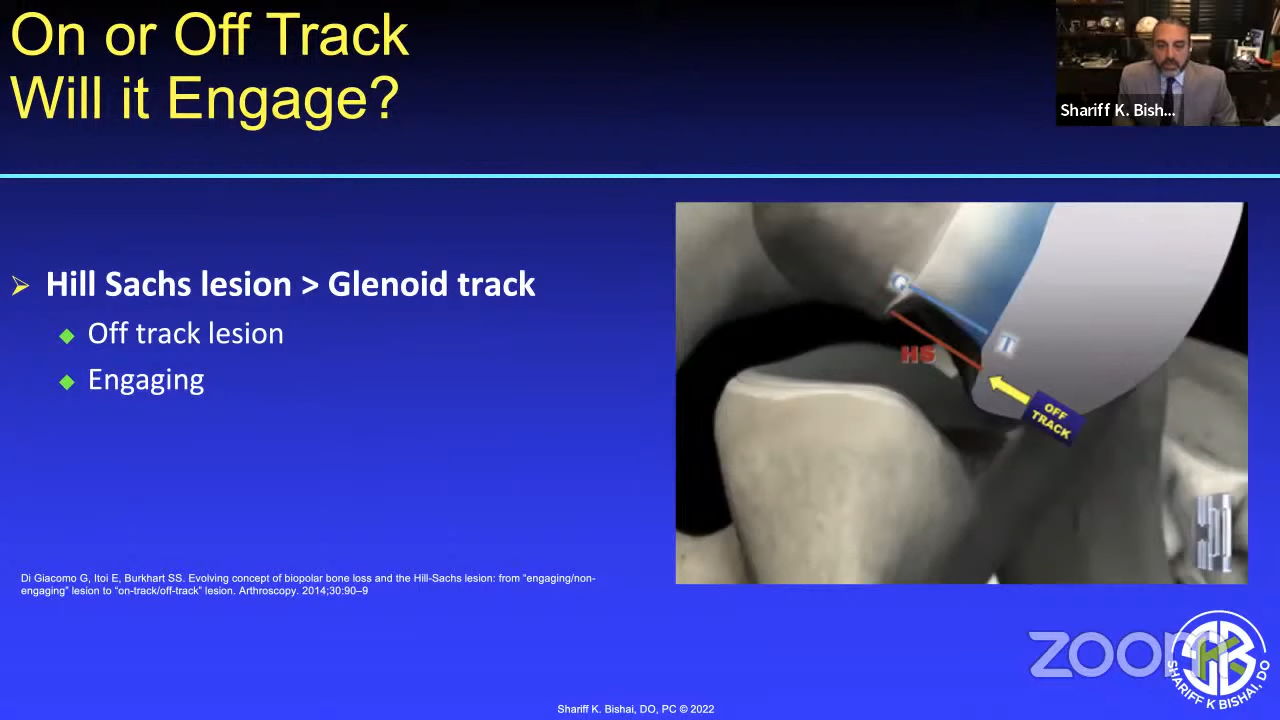 On or Off Track
Will it Engage?
Shariff K. Bish...
Hill Sachs lesion > Glenoid track
Off track lesion
Engaging
G
T
HS
OFF
TRACK
Di Giacomo G, Itoi E, Burkhart SS. Evolving concept of biopolar bone loss and the Hill-Sachs lesion: from “engaging/non-
engaging” lesion to “on-track/off-track” lesion. Arthroscopy. 2014;30:90–9
zoom
SKB
SHARIFF K BISHAI, DO
Shariff K. Bishai, DO, PC © 2022